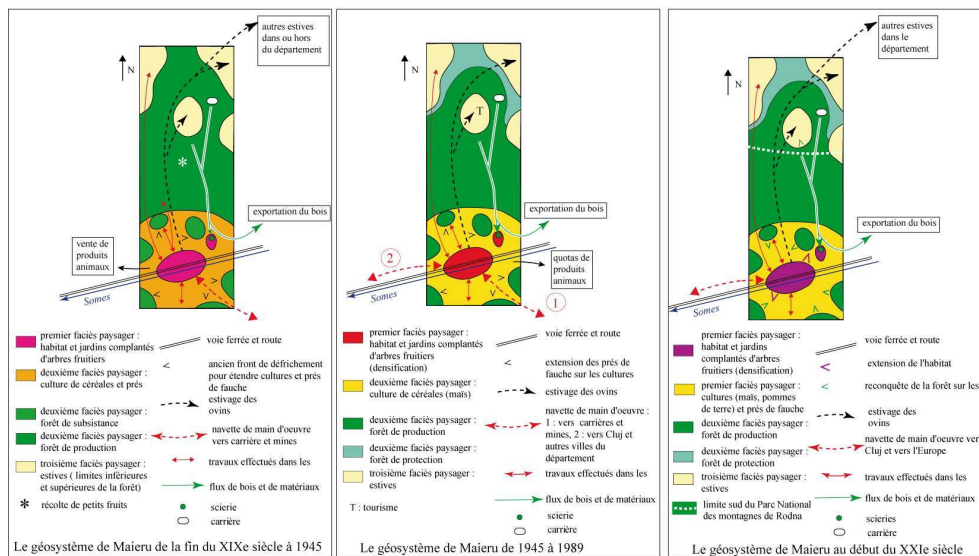 autres estives
dans ou hors
du département
N
exportation du bois
vente de
produits
animaux
Somes
premier faciès paysager :
habitat et jardins complantés
d'arbres fruitiers
deuxième faciès paysager :
culture de céréales et prés
deuxième faciès paysager :
forêt de subsistance
deuxième faciès paysager :
forêt de production
troisième faciès paysager :
estives ( limites inférieures
et supérieures de la forêt)
récolte de petits fruits
voie ferrée et route
ancien front de défrichement
pour étendre cultures et prés
de fauche
estivage des
ovins
navette de main d'oeuvre
vers carrière et mines
travaux effectués dans les
flux de bois et de matériaux
scierie
carrière
Le géosystème de Maieru de la fin du XIXe siècle à 1945
autres estives
dans ou hors
du département
N
T
exportation du bois
quotas de
produits
animaux
2
1
Somes
premier faciès paysager :
habitat et jardins complantés
d'arbres fruitiers
(densification)
deuxième faciès paysager :
culture de céréales (maïs)
deuxième faciès paysager :
forêt de production
deuxième faciès paysager :
forêt de protection
troisième faciès paysager :
estives
T : tourisme
voie ferrée et route
extension des prés de
fauche sur les cultures
estivage des ovins
navette de main d'oeuvre :
1 : vers carrières et
mines, 2 : vers Cluj et
autres villes du
département
travaux effectués dans les
flux de bois et de matériaux
scierie
carrière
Le géosystème de Maieru de 1945 à 1989
autres estives
dans le
département
N
exportation du bois
Somes
premier faciès paysager :
habitat et jardins
complantés d'arbres
fruitiers (densification)
premier faciès paysager :
cultures (maïs, pommes
de terre) et prés de fauche
deuxième faciès paysager :
forêt de production
deuxième faciès paysager :
forêt de protection
troisième faciès paysager :
estives
limite sud du Parc National
des montagnes de Rodna
voie ferrée et route
extension de l'habitat
reconquête de la forêt sur les
estivage des
ovins
navette de main d'oeuvre vers
Cluj et vers l'Europe
travaux effectués dans les
flux de bois et de matériaux
scieries
carrière
Le géosystème de Maieru au début du XXIe siècle